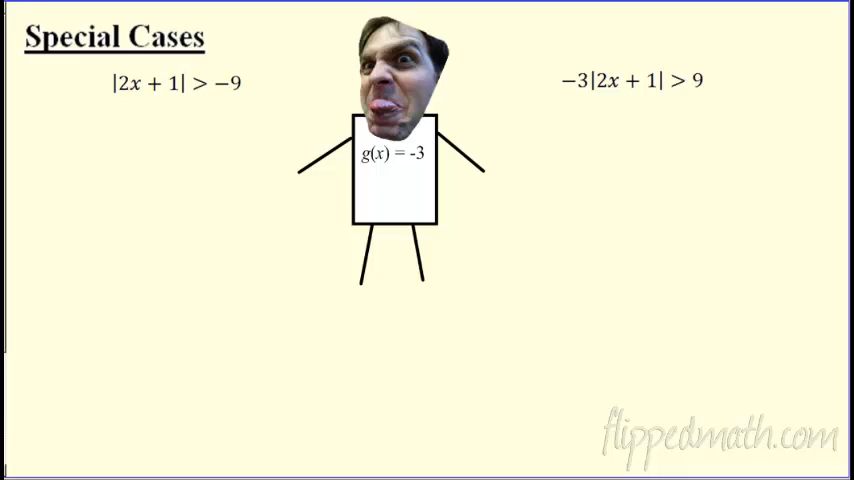 Special Cases
|2x + 1| > −9
−3|2x + 1| > 9
g(x) = -3
flippedmath.com